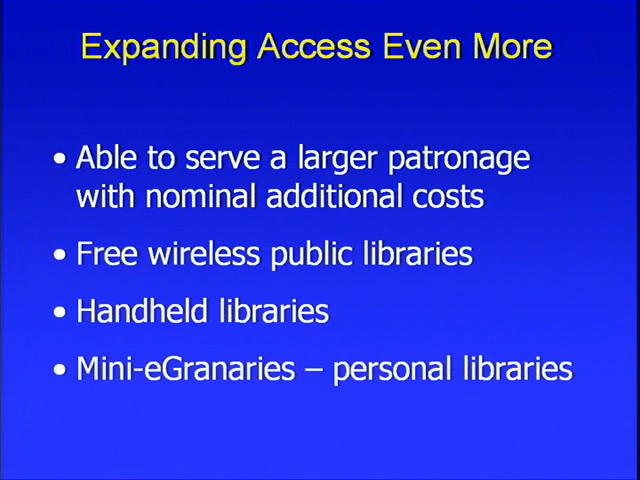 Expanding Access Even More
• Able to serve a larger patronage
with nominal additional costs
• Free wireless public libraries
• Handheld libraries
• Mini-eGranaries – personal libraries